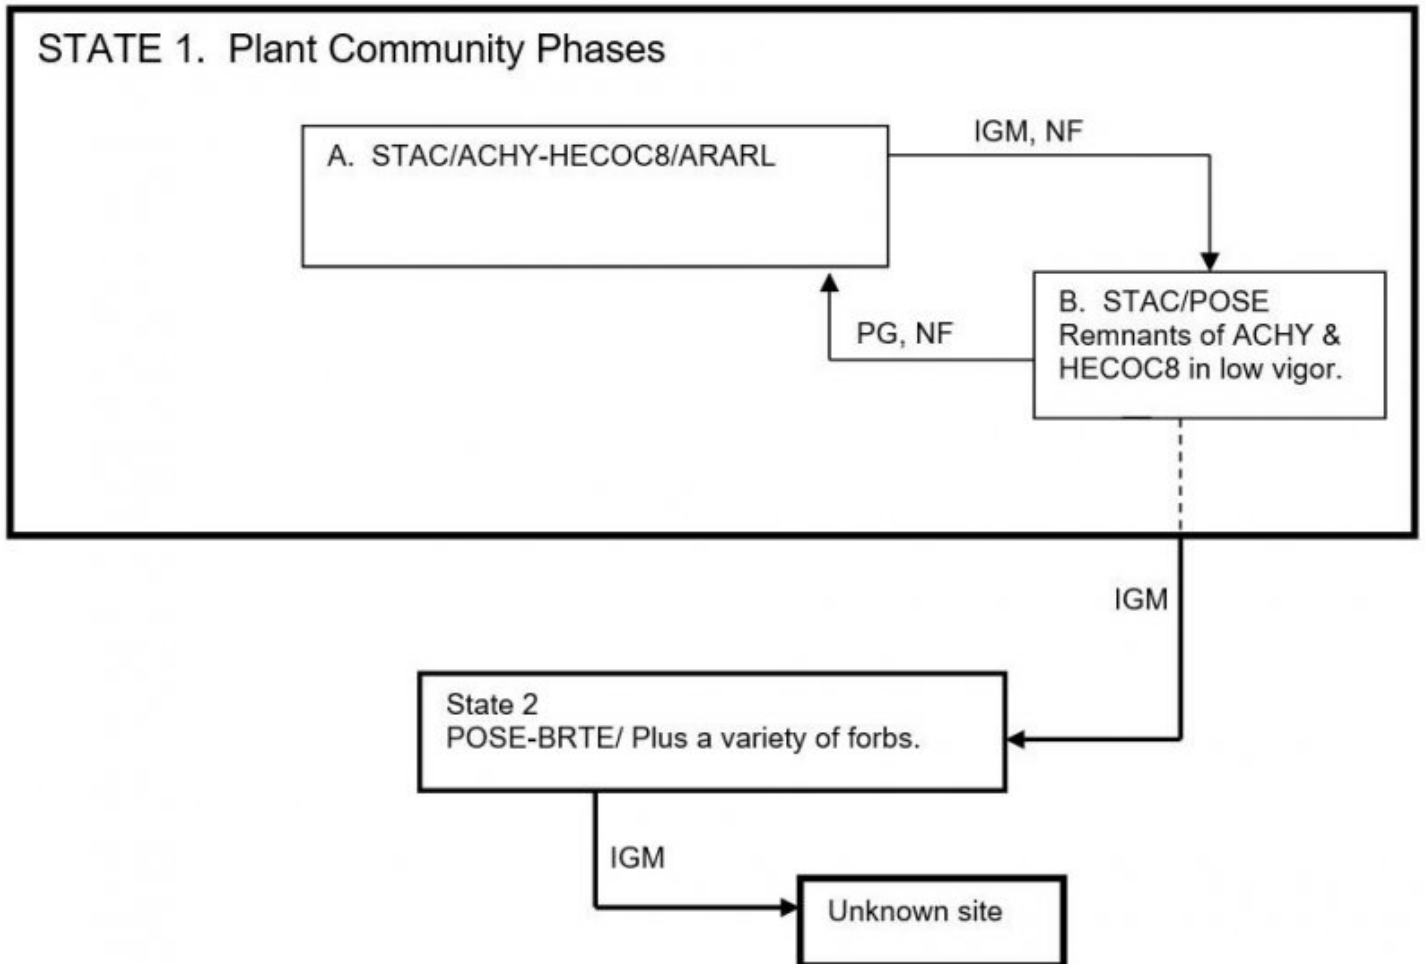 STATE 1. Plant Community Phases
A. STAC/ACHY-HECOC8/ARARL
IGM, NF
B. STAC/POSE
Remnants of ACHY &
HECOC8 in low vigor.
PG, NF
IGM
State 2
POSE-BRTE/ Plus a variety of forbs.
IGM
Unknown site